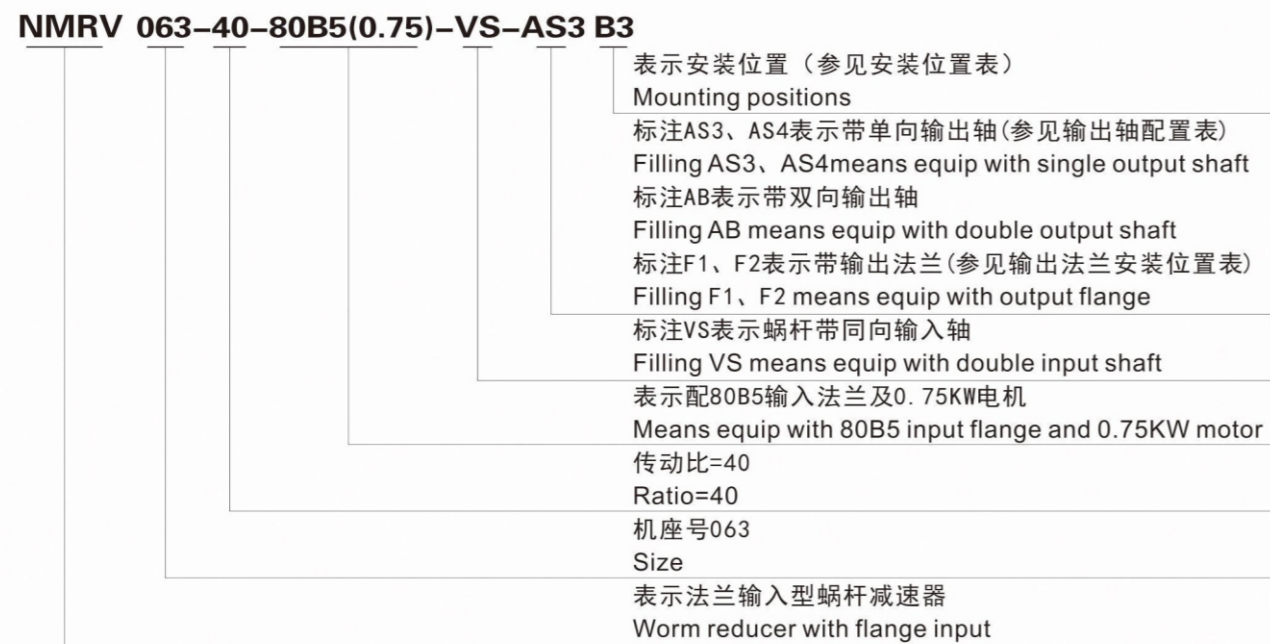 NMRV 063-40-80B5(0.75)-VS-AS3 B3
表示安装位置（参见安装位置表）
Mounting positions
标注AS3、AS4表示带单向输出轴(参见输出轴配置表)
Filling AS3、AS4means equip with single output shaft
标注AB表示带双向输出轴
Filling AB means equip with double output shaft
标注F1、F2表示带输出法兰(参见输出法兰安装位置表)
Filling F1、F2 means equip with output flange
标注VS表示蜗杆带同向输入轴
Filling VS means equip with double input shaft
表示配80B5输入法兰及0.75KW电机
Means equip with 80B5 input flange and 0.75KW motor
传动比=40
Ratio=40
机座号063
Size
表示法兰输入型蜗杆减速器
Worm reducer with flange input